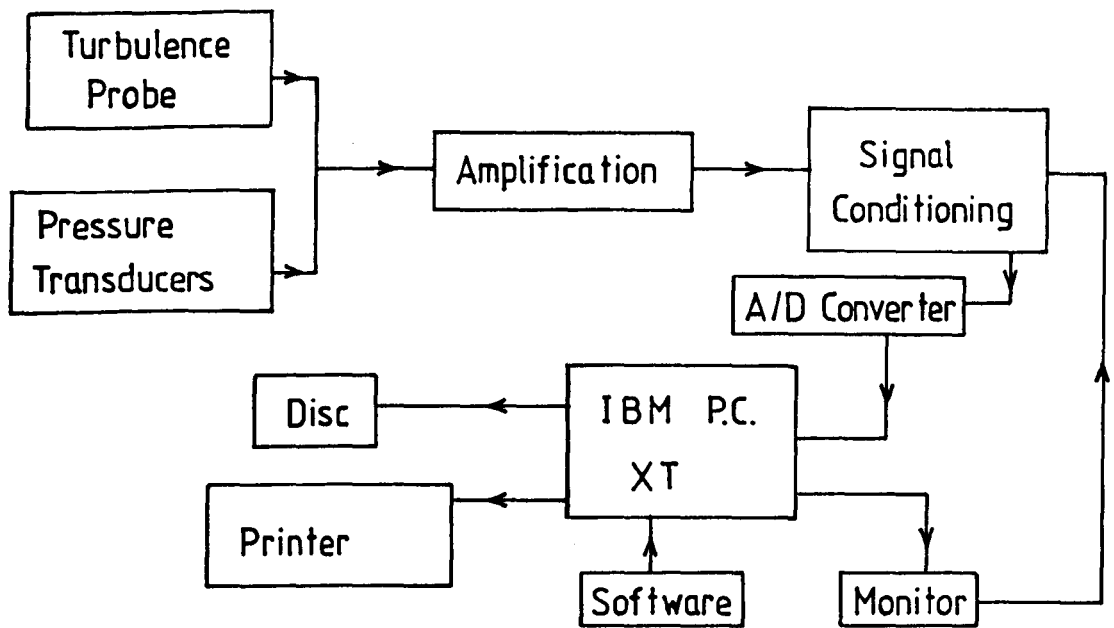 Turbulence
Probe
Pressure
Transducers
Amplification
Signal
Conditioning
A/D Converter
Disc
IBM P.C.
XT
Printer
Software
Monitor